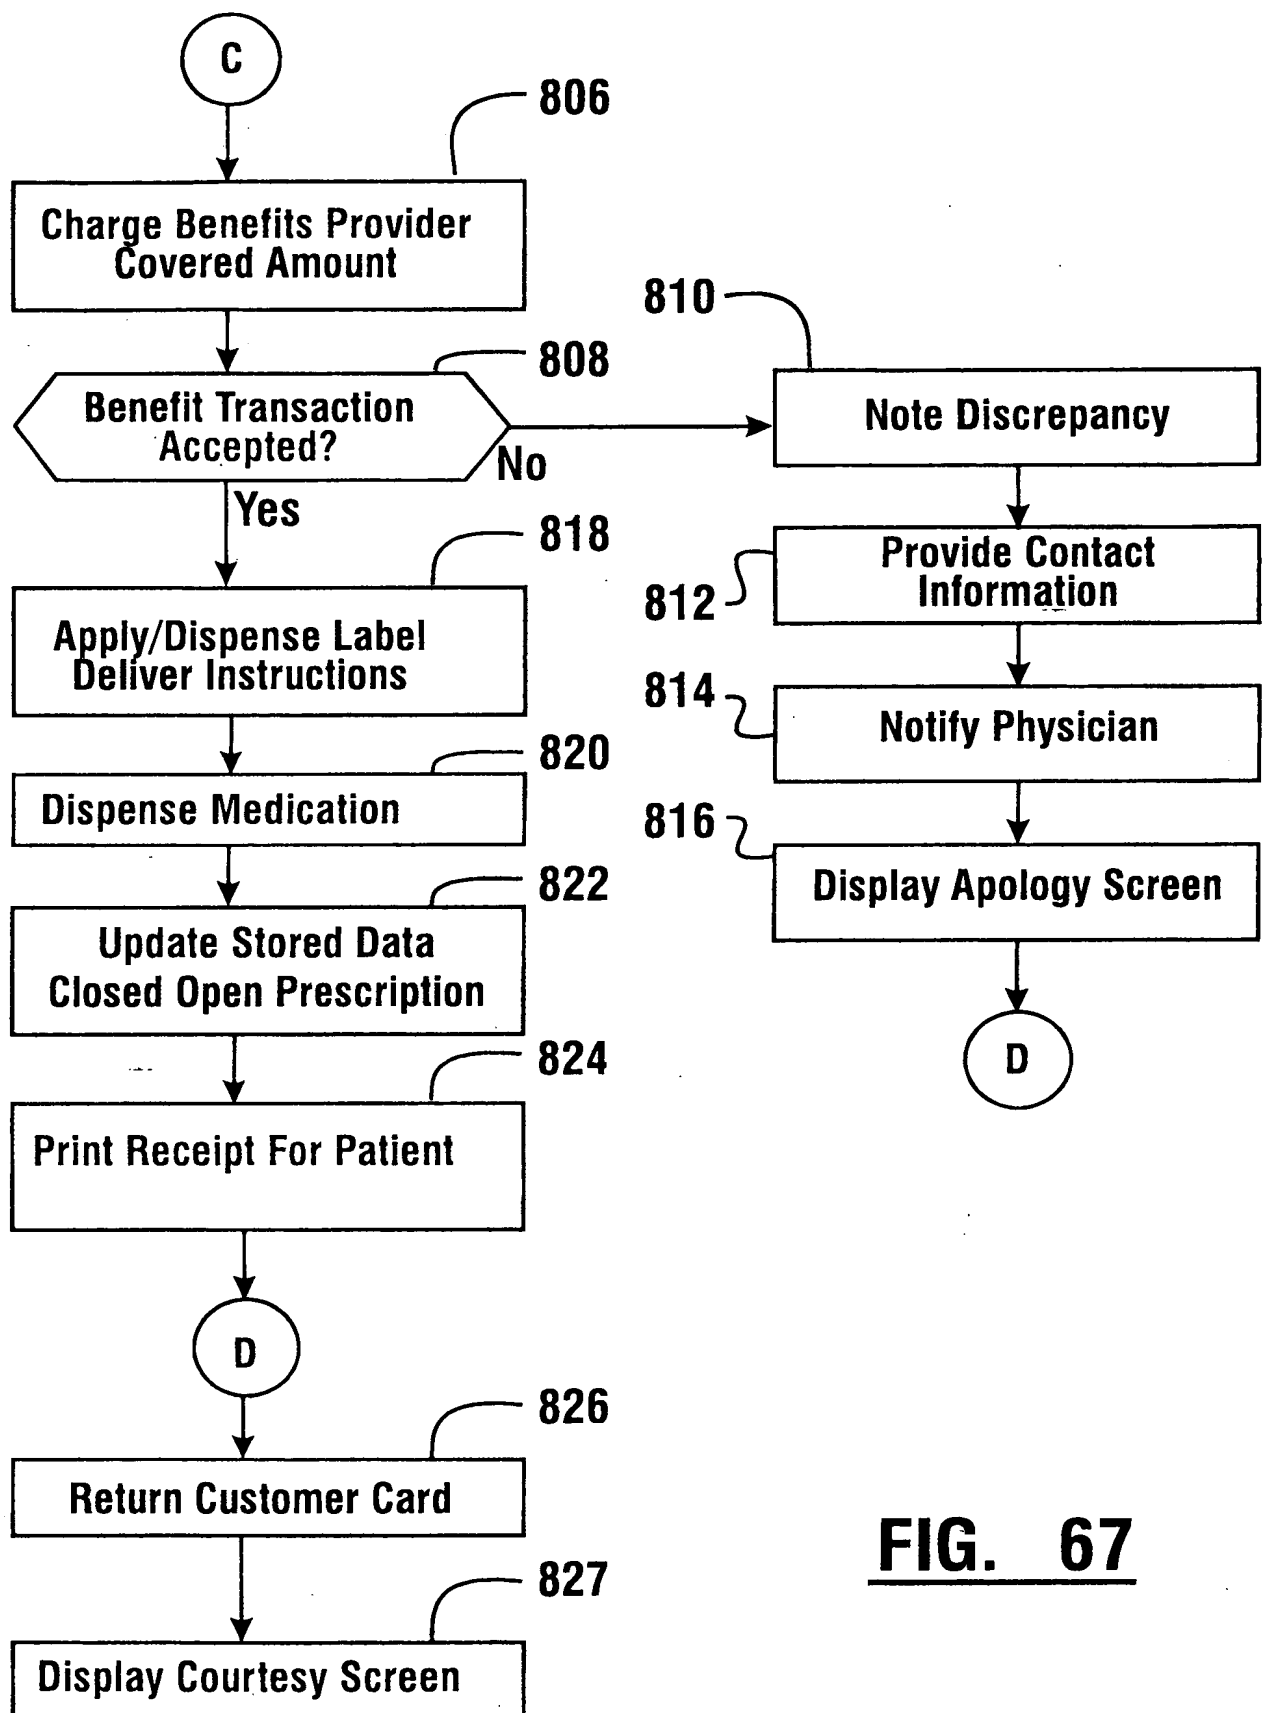 C
806
Charge Benefits Provider
Covered Amount
808
Benefit Transaction
Accepted?
No
Yes
810
Note Discrepancy
812
Provide Contact
Information
814
Notify Physician
816
Display Apology Screen
D
818
Apply/Dispense Label
Deliver Instructions
820
Dispense Medication
822
Update Stored Data
Closed Open Prescription
824
Print Receipt For Patient
D
826
Return Customer Card
827
Display Courtesy Screen
FIG. 67